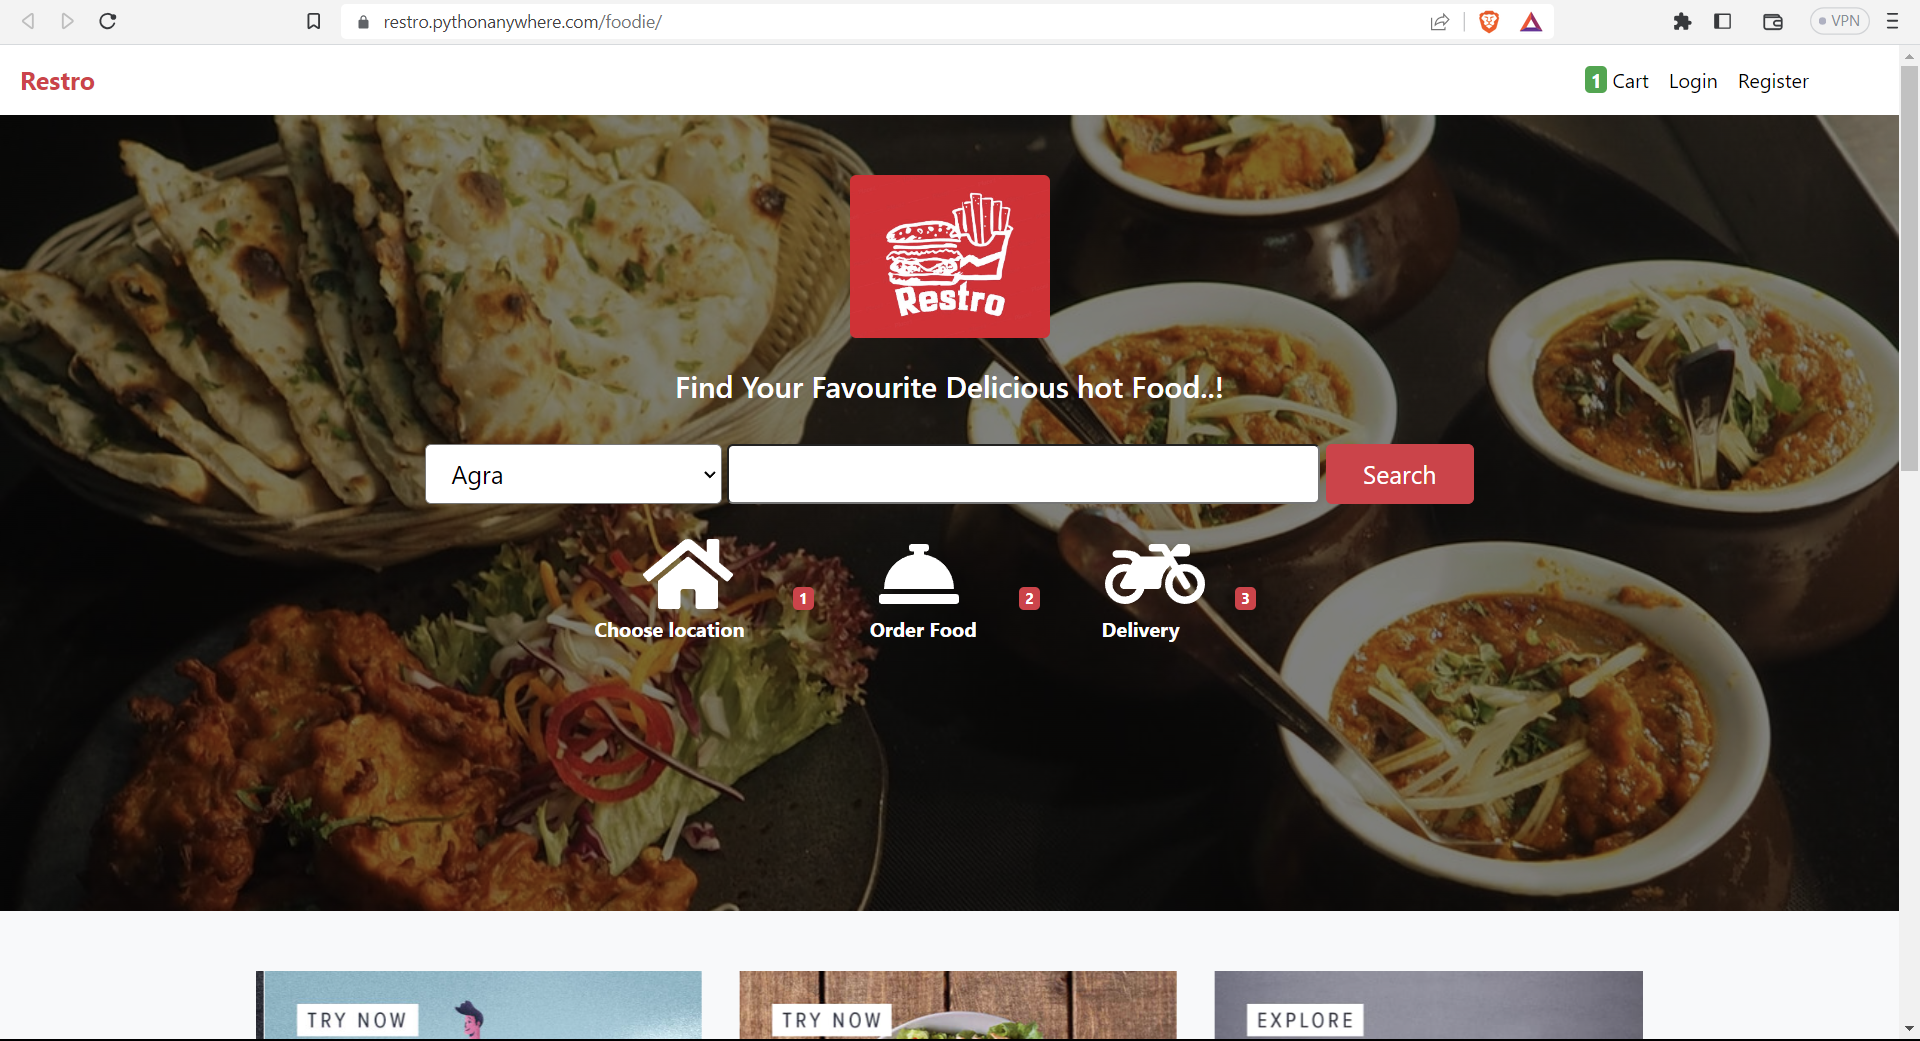 restro.pythonanywhere.com/foodie/
VPN
Restro
1 Cart Login Register
Restro
Find Your Favourite Delicious hot Food..!
Agra
Search
1
2
3
Choose location
Order Food
Delivery
TRY NOW
TRY NOW
EXPLORE